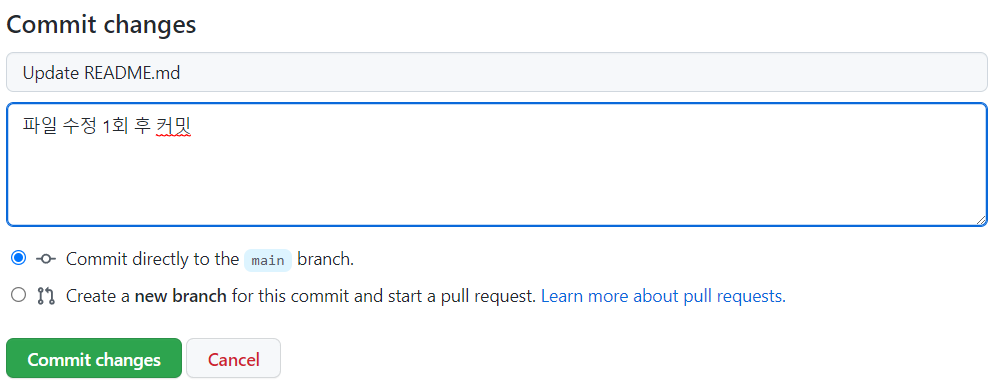 Commit changes
Update README.md
파일 수정 1회 후 커밋
Commit directly to the main branch.
Create a new branch for this commit and start a pull request. Learn more about pull requests.
Commit changes Cancel